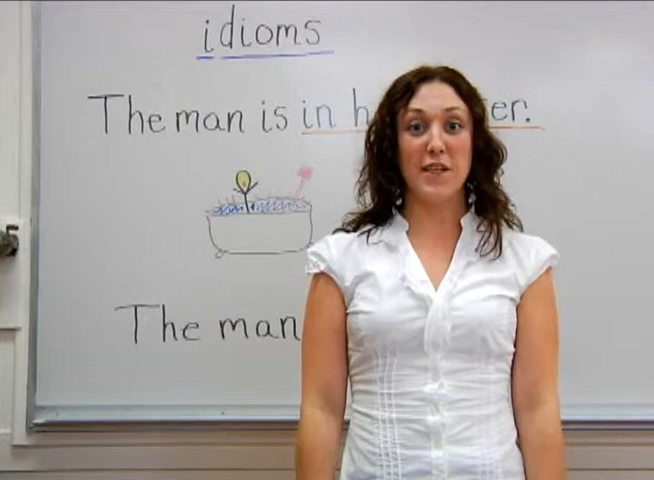 idioms
The man is in h er.
The man